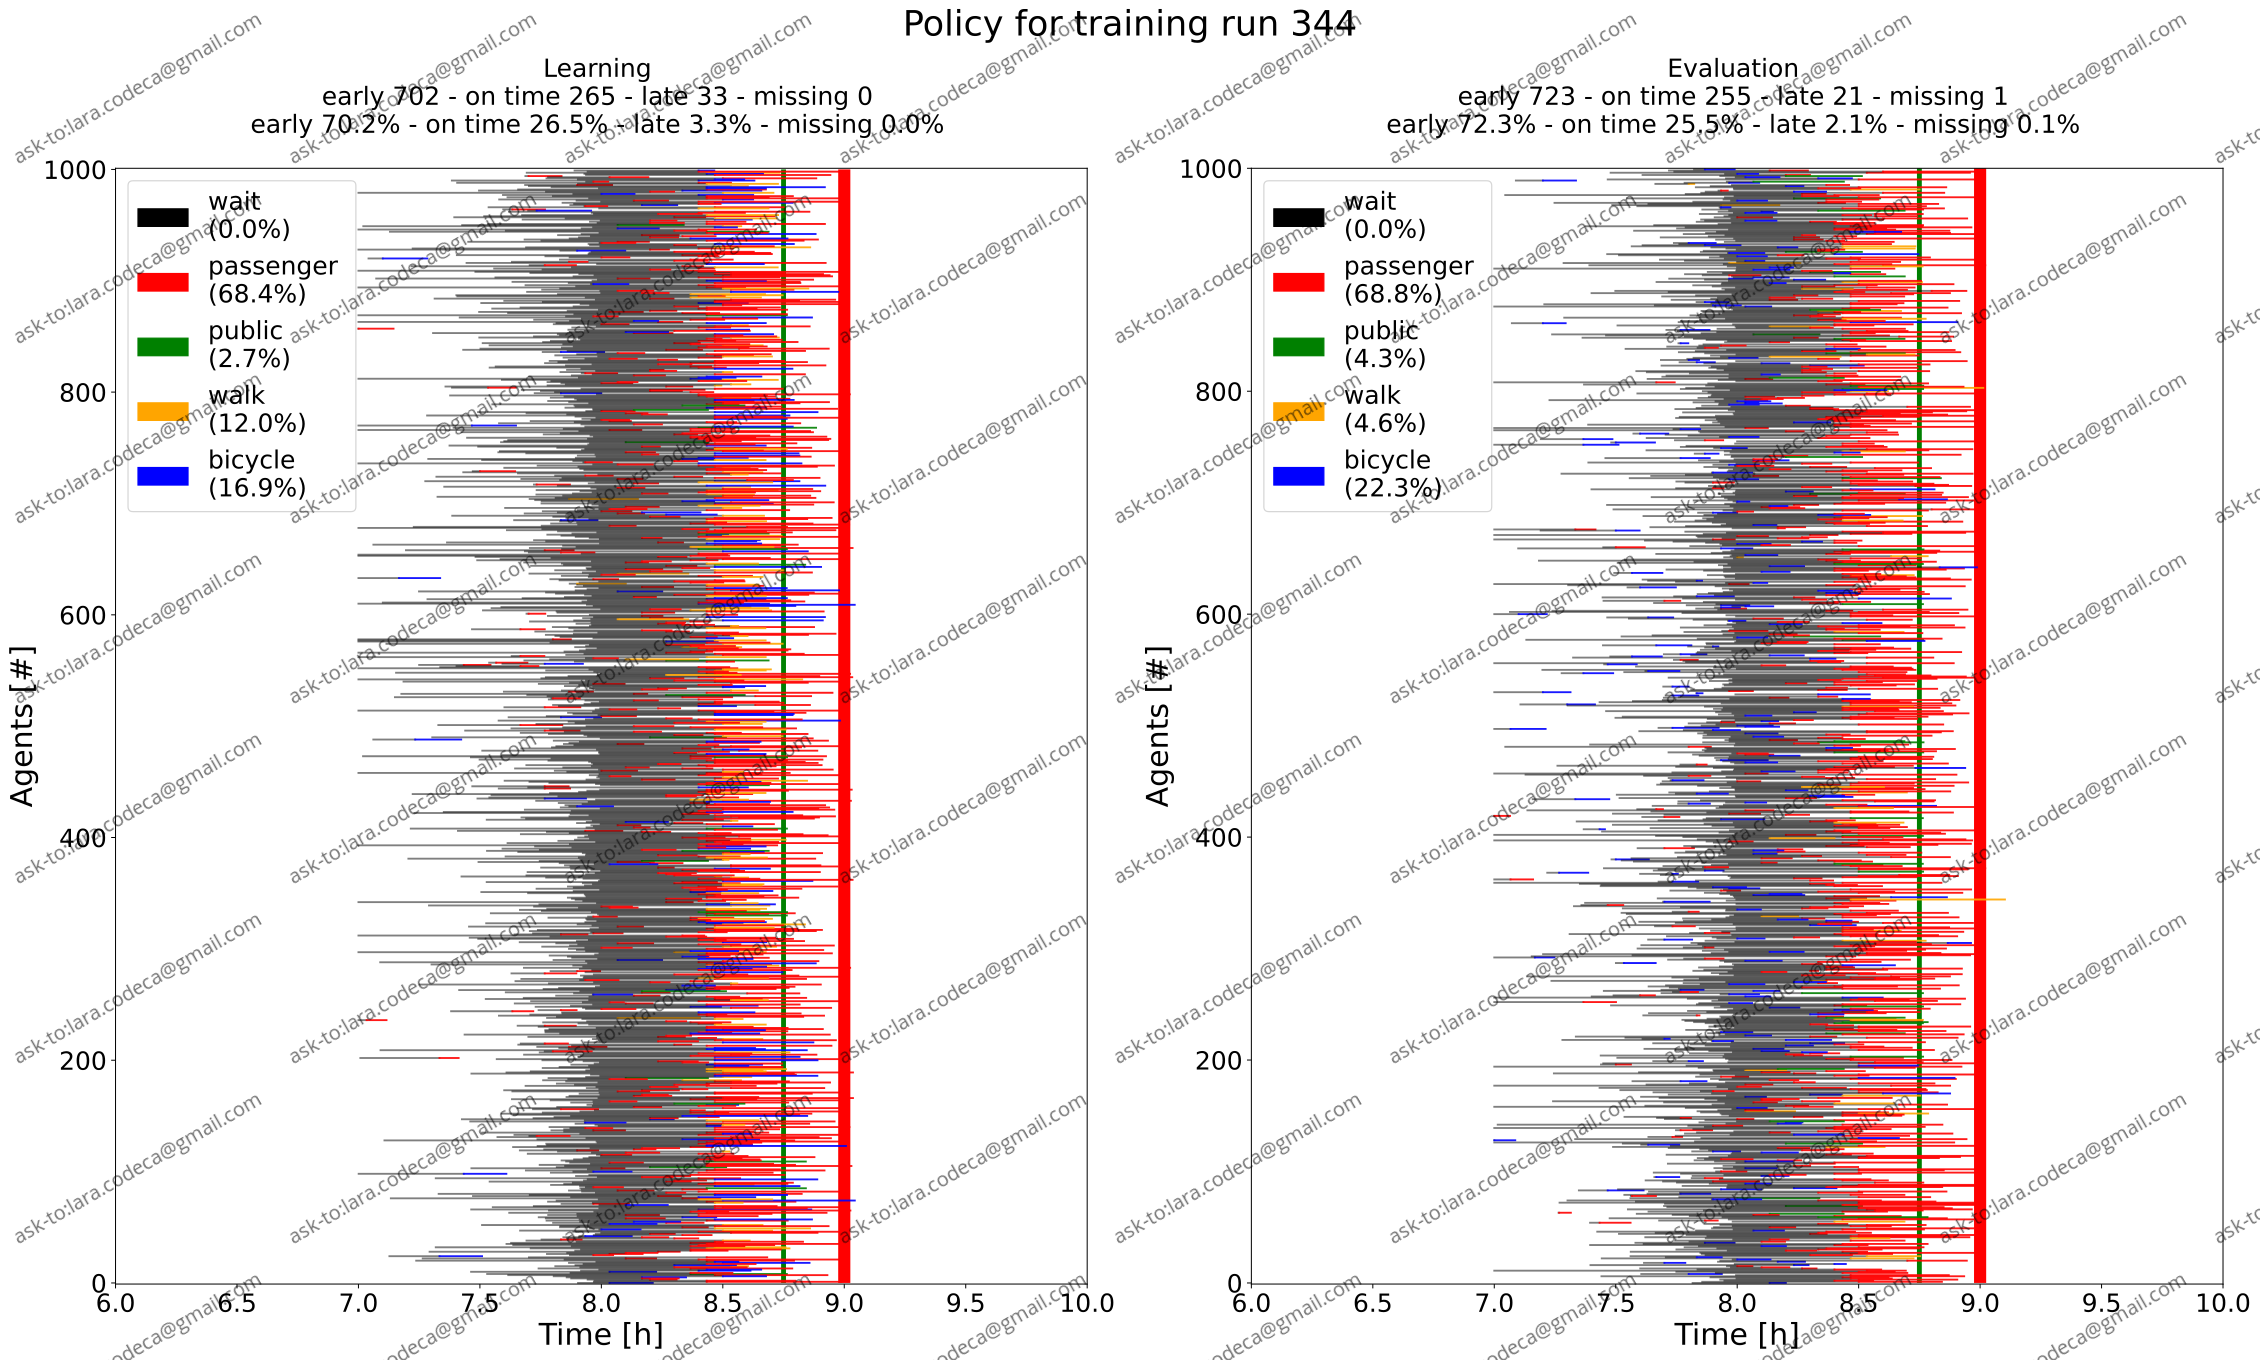 Policy for training run 344
Learning
early 702 - on time 265 - late 33 - missing 0
early 70.2% - on time 26.5% - late 3.3% - missing 0.0%
1000
800
600
400
200
0
Agents [#]
wait
(0.0%)
passenger
(68.4%)
public
(2.7%)
walk
(12.0%)
bicycle
(16.9%)
6.0 6.5 7.0 7.5 8.0 8.5 9.0 9.5 10.0
Time [h]
Evaluation
early 723 - on time 255 - late 21 - missing 1
early 72.3% - on time 25.5% - late 2.1% - missing 0.1%
1000
800
600
400
200
0
Agents [#]
wait
(0.0%)
passenger
(68.8%)
public
(4.3%)
walk
(4.6%)
bicycle
(22.3%)
6.0 6.5 7.0 7.5 8.0 8.5 9.0 9.5 10.0
Time [h]
ask-to:lara.codeca@gmail.com